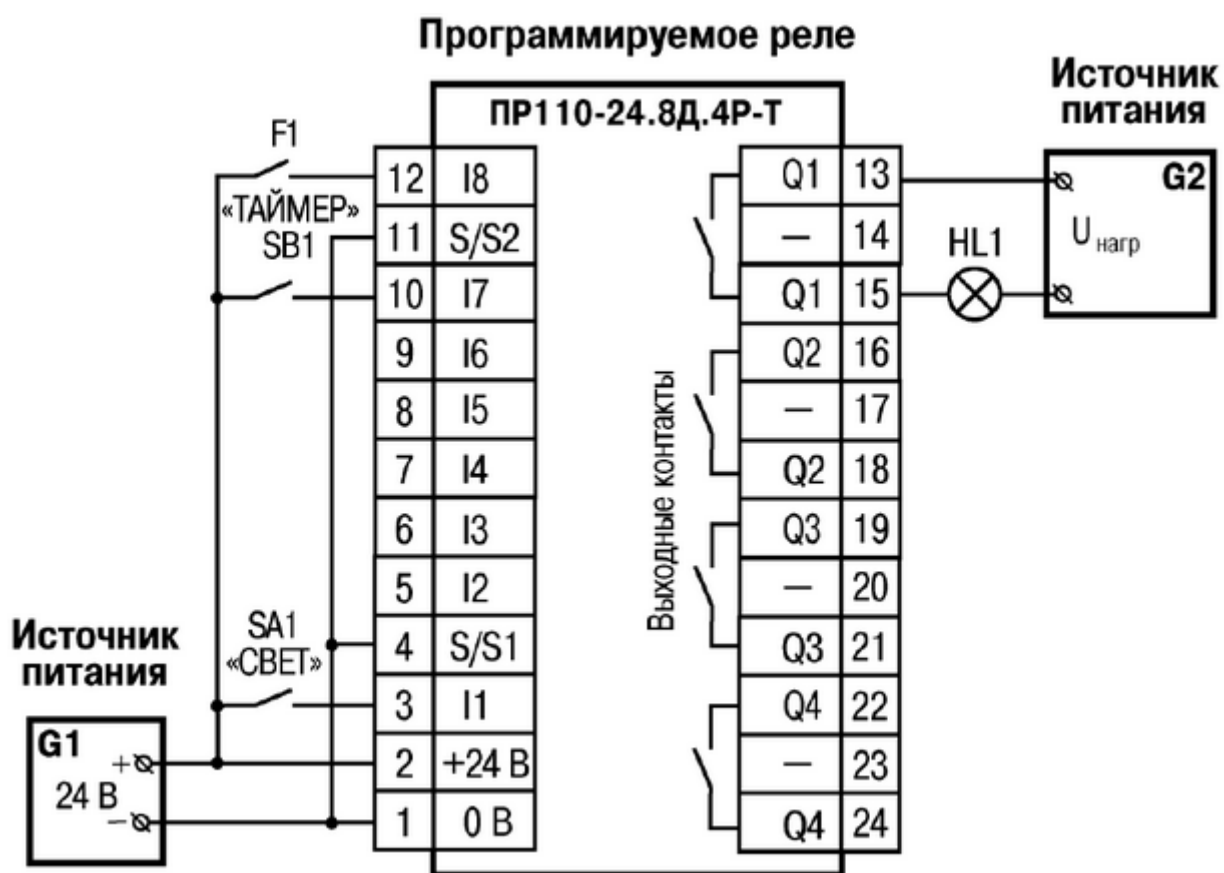 Программируемое реле
ПР110-24.8Д.4Р-Т
Источник
питания
F1
«ТАЙМЕР»
SB1
12 I8
11 S/S2
10 I7
9 I6
8 I5
7 I4
6 I3
5 I2
4 S/S1
3 I1
2 +24 В
1 0 В
SA1
«СВЕТ»
Источник
питания
G1
+
24 В
−
Выходные контакты
Q1 13
— 14
Q1 15
Q2 16
— 17
Q2 18
Q3 19
— 20
Q3 21
Q4 22
— 23
Q4 24
HL1
G2
U нагр